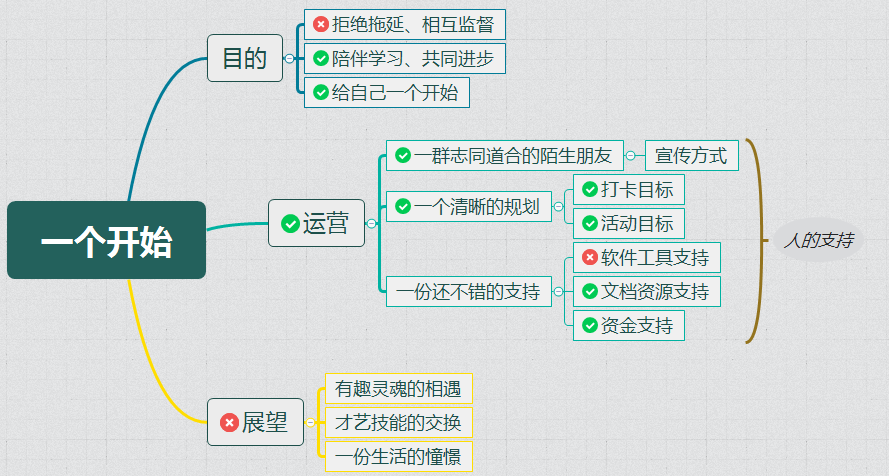 一个开始
目的
拒绝拖延、相互监督
陪伴学习、共同进步
给自己一个开始
运营
一群志同道合的陌生朋友
宣传方式
一个清晰的规划
打卡目标
活动目标
一份还不错的支持
软件工具支持
文档资源支持
资金支持
人的支持
展望
有趣灵魂的相遇
才艺技能的交换
一份生活的憧憬